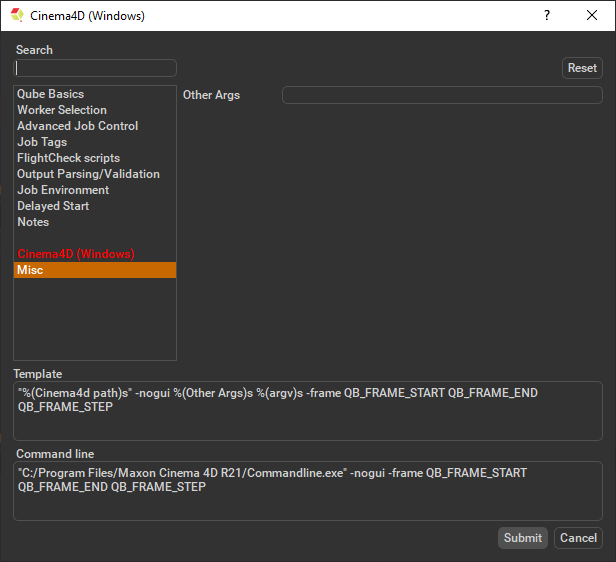 Cinema4D (Windows)
?
Search
Reset
Other Args
Qube Basics
Worker Selection
Advanced Job Control
Job Tags
FlightCheck scripts
Output Parsing/Validation
Job Environment
Delayed Start
Notes
Cinema4D (Windows)
Misc
Template
"%(Cinema4d path)s" -nogui %(Other Args)s %(argv)s -frame QB_FRAME_START QB_FRAME_END
QB_FRAME_STEP
Command line
"C:/Program Files/Maxon Cinema 4D R21/Commandline.exe" -nogui -frame QB_FRAME_START
QB_FRAME_END QB_FRAME_STEP
Submit
Cancel